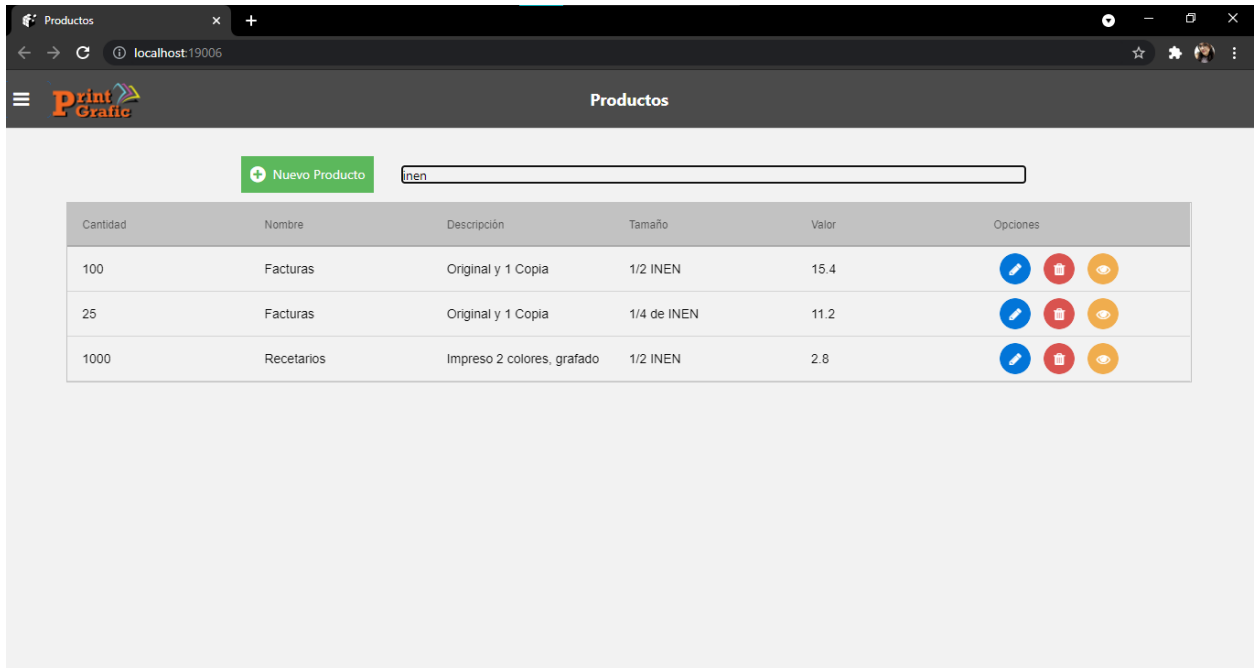 Productos
localhost:19006
Print Grafic
Productos
Nuevo Producto inen
Cantidad Nombre Descripción Tamaño Valor Opciones
100 Facturas Original y 1 Copia 1/2 INEN 15.4
25 Facturas Original y 1 Copia 1/4 de INEN 11.2
1000 Recetarios Impreso 2 colores, grafado 1/2 INEN 2.8